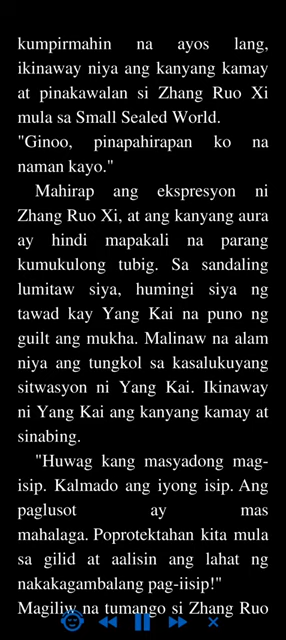 kumpirmahin na ayos lang,
ikinaway niya ang kanyang kamay
at pinakawalan si Zhang Ruo Xi
mula sa Small Sealed World.
"Ginoo, pinapahirapan ko na
naman kayo."
Mahirap ang ekspresyon ni
Zhang Ruo Xi, at ang kanyang aura
ay hindi mapakali na parang
kumukulong tubig. Sa sandaling
lumitaw siya, humingi siya ng
tawad kay Yang Kai na puno ng
guilt ang mukha. Malinaw na alam
niya ang tungkol sa kasalukuyang
sitwasyon ni Yang Kai. Ikinaway
ni Yang Kai ang kanyang kamay at
sinabing.
"Huwag kang masyadong mag-
isip. Kalmado ang iyong isip. Ang
paglusot ay mas
mahalaga. Poprotektahan kita mula
sa gilid at aalisin ang lahat ng
nakakagambalang pag-iisip!"
Magiliw na tumango si Zhang Ruo